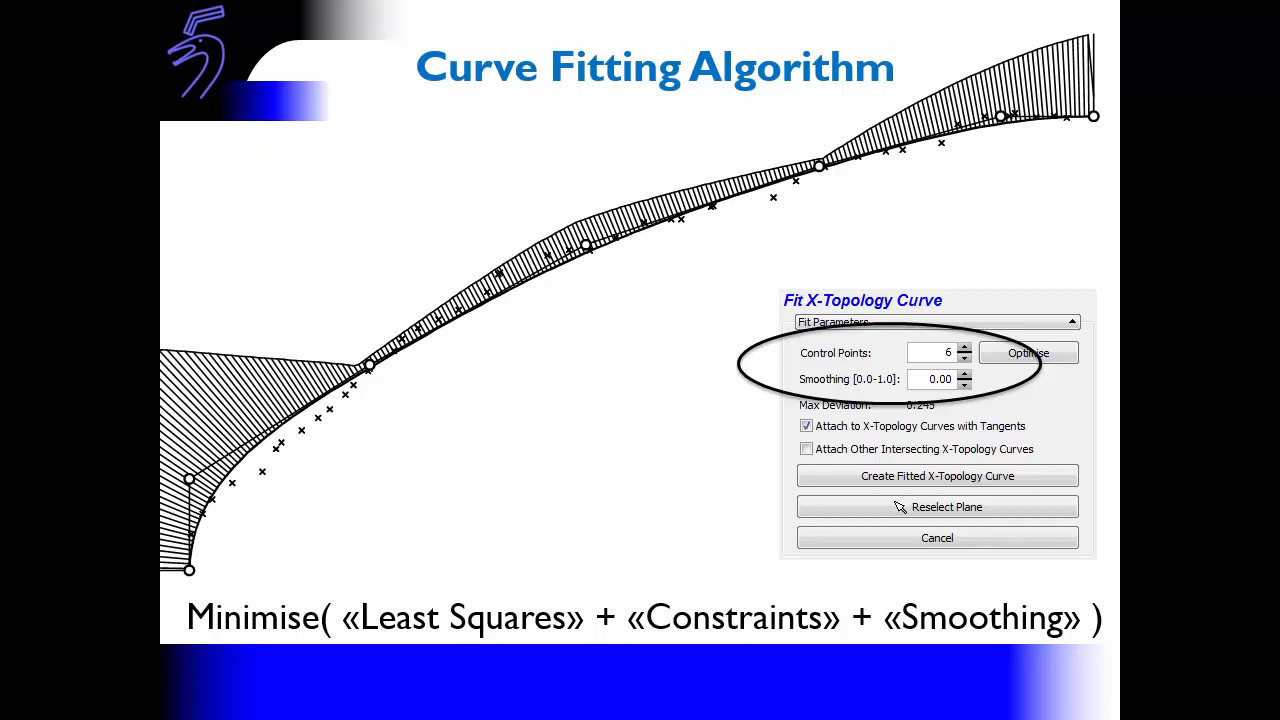 Curve Fitting Algorithm
Fit X-Topology Curve
Fit Parameters
Control Points: 6 Optimise
Smoothing [0.0-1.0]: 0.00
Max Deviation: 0.245
Attach to X-Topology Curves with Tangents
Attach Other Intersecting X-Topology Curves
Create Fitted X-Topology Curve
Reselect Plane
Cancel
Minimise( «Least Squares» + «Constraints» + «Smoothing» )